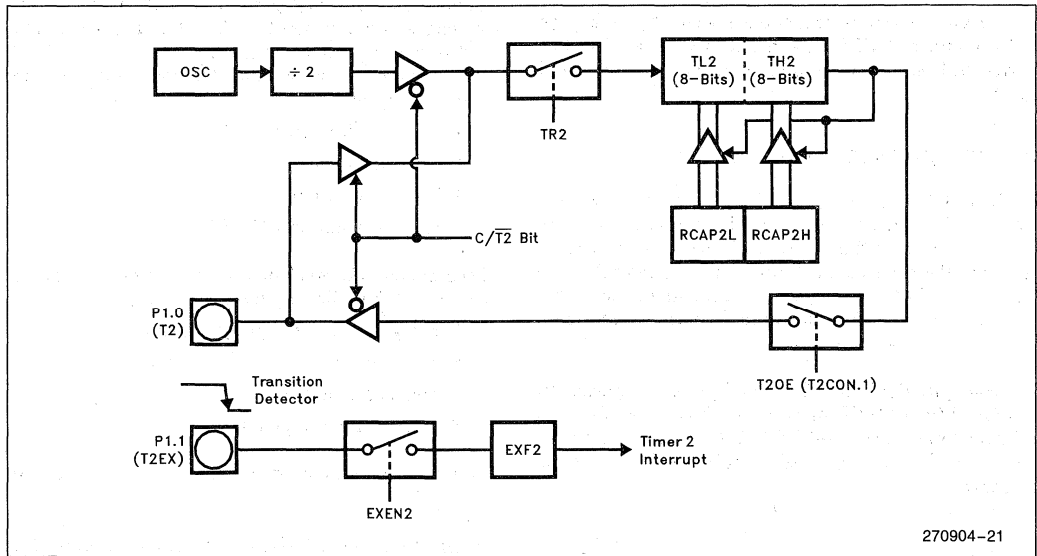 OSC
÷ 2
TR2
TL2
(8-Bits)
TH2
(8-Bits)
RCAP2L
RCAP2H
C/T2 Bit
P1.0
(T2)
T2OE (T2CON.1)
Transition
Detector
P1.1
(T2EX)
EXEN2
EXF2
Timer 2
Interrupt
270904-21